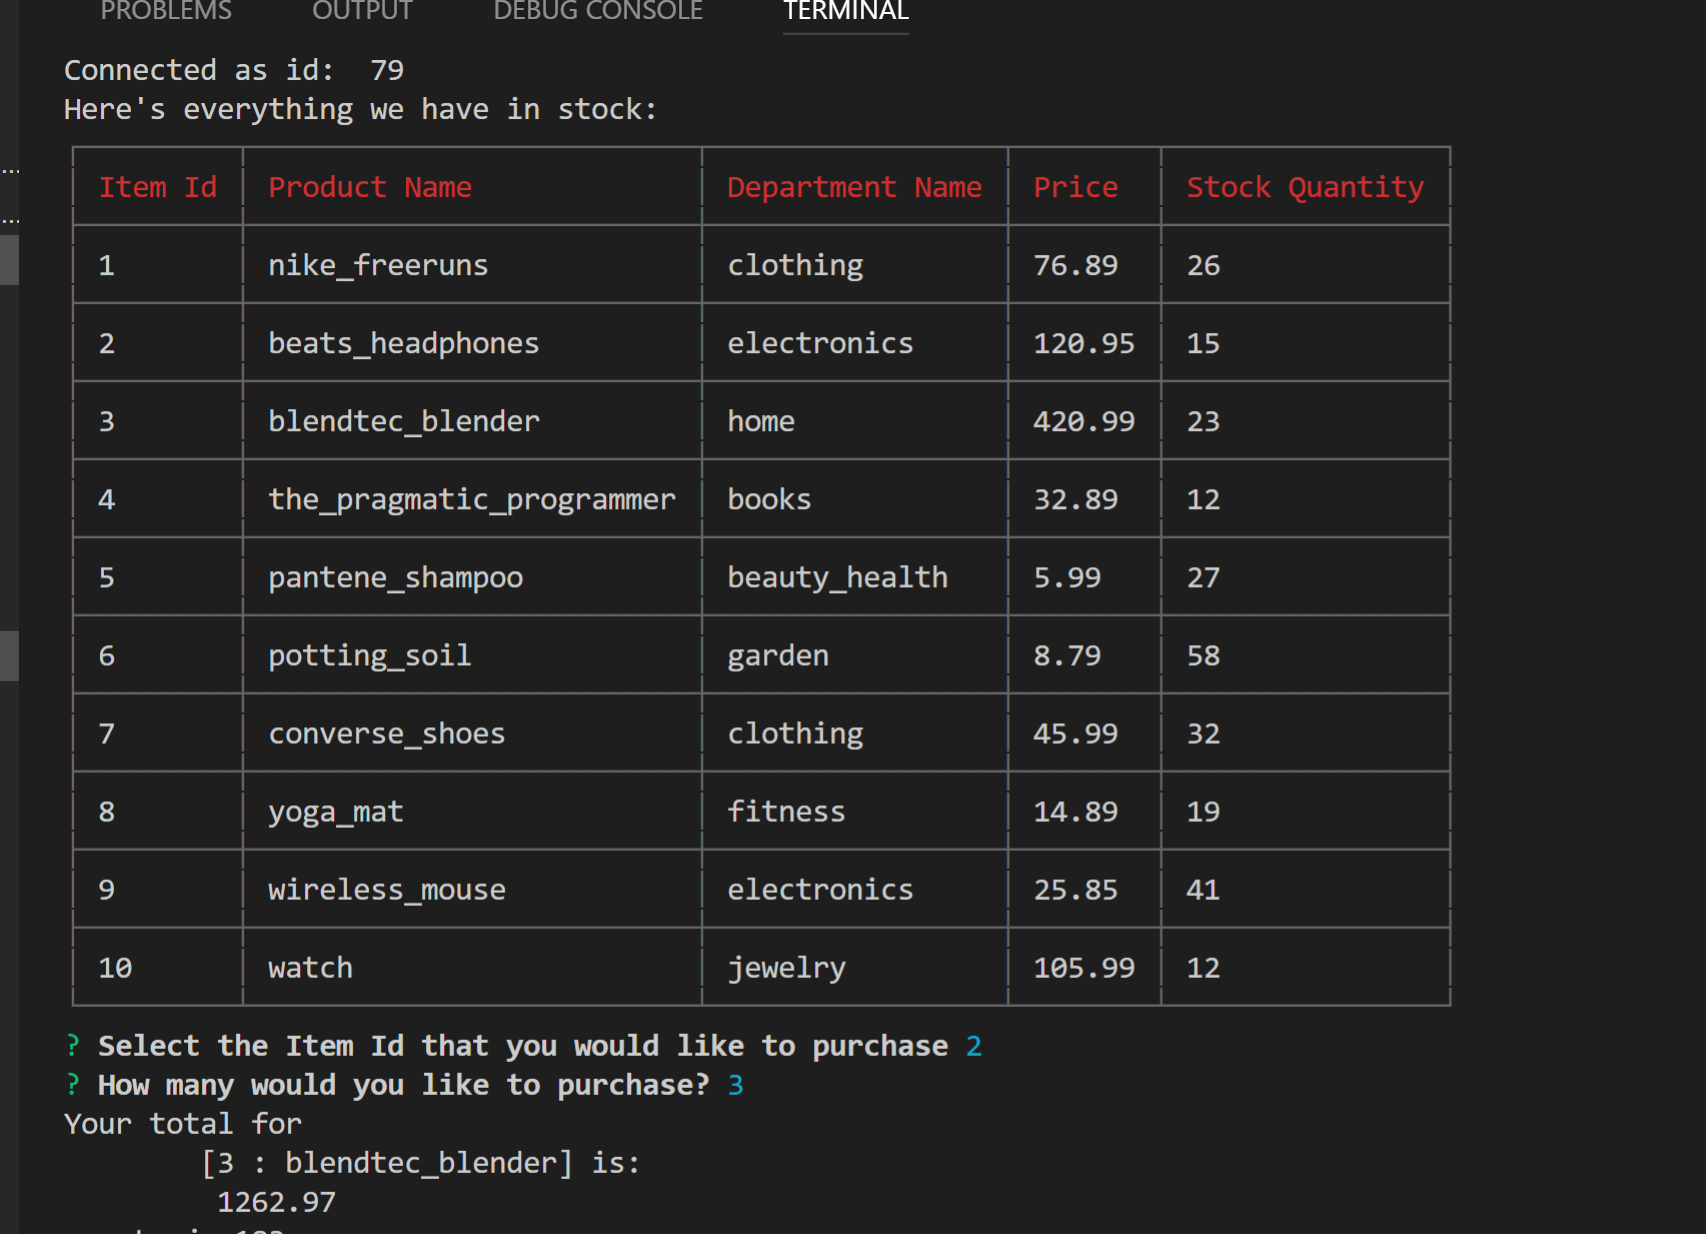 PROBLEMS OUTPUT DEBUG CONSOLE TERMINAL
Connected as id:  79
Here's everything we have in stock:
Item Id Product Name Department Name Price Stock Quantity
1 nike_freeruns clothing 76.89 26
2 beats_headphones electronics 120.95 15
3 blendtec_blender home 420.99 23
4 the_pragmatic_programmer books 32.89 12
5 pantene_shampoo beauty_health 5.99 27
6 potting_soil garden 8.79 58
7 converse_shoes clothing 45.99 32
8 yoga_mat fitness 14.89 19
9 wireless_mouse electronics 25.85 41
10 watch jewelry 105.99 12
? Select the Item Id that you would like to purchase 2
? How many would you like to purchase? 3
Your total for
[3 : blendtec_blender] is:
1262.97